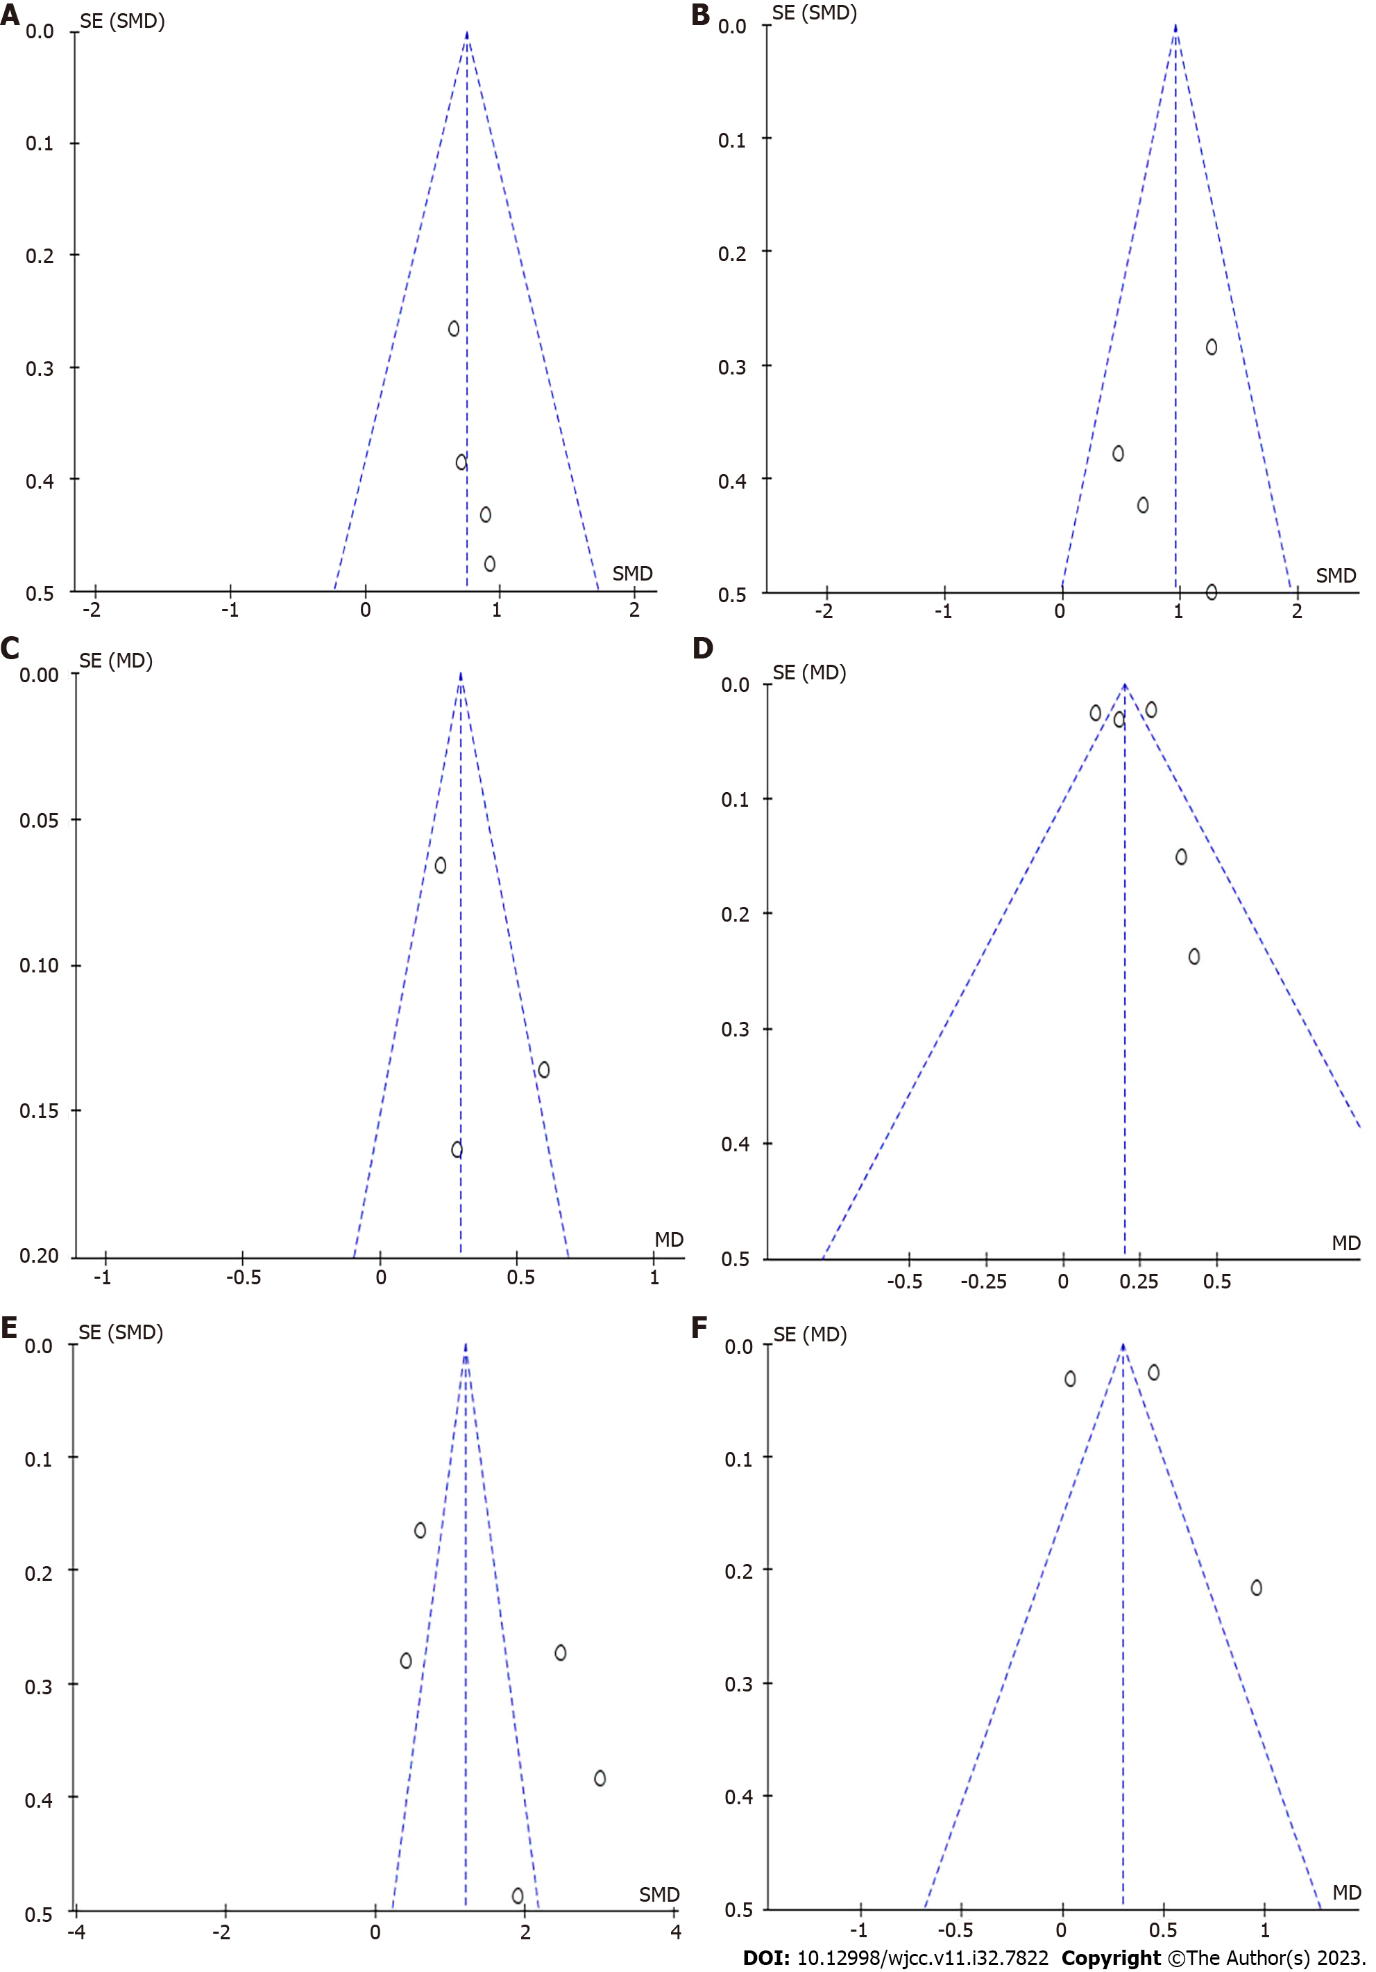 A
SE (SMD)
0.0
0.1
0.2
0.3
0.4
0.5
SMD
-2 -1 0 1 2
B
SE (SMD)
0.0
0.1
0.2
0.3
0.4
0.5
SMD
-2 -1 0 1 2
C
SE (MD)
0.00
0.05
0.10
0.15
0.20
MD
-1 -0.5 0 0.5 1
D
SE (MD)
0.0
0.1
0.2
0.3
0.4
0.5
MD
-0.5 -0.25 0 0.25 0.5
E
SE (SMD)
0.0
0.1
0.2
0.3
0.4
0.5
SMD
-4 -2 0 2 4
F
SE (MD)
0.0
0.1
0.2
0.3
0.4
0.5
MD
-1 -0.5 0 0.5 1
DOI: 10.12998/wjcc.v11.i32.7822 Copyright ©The Author(s) 2023.